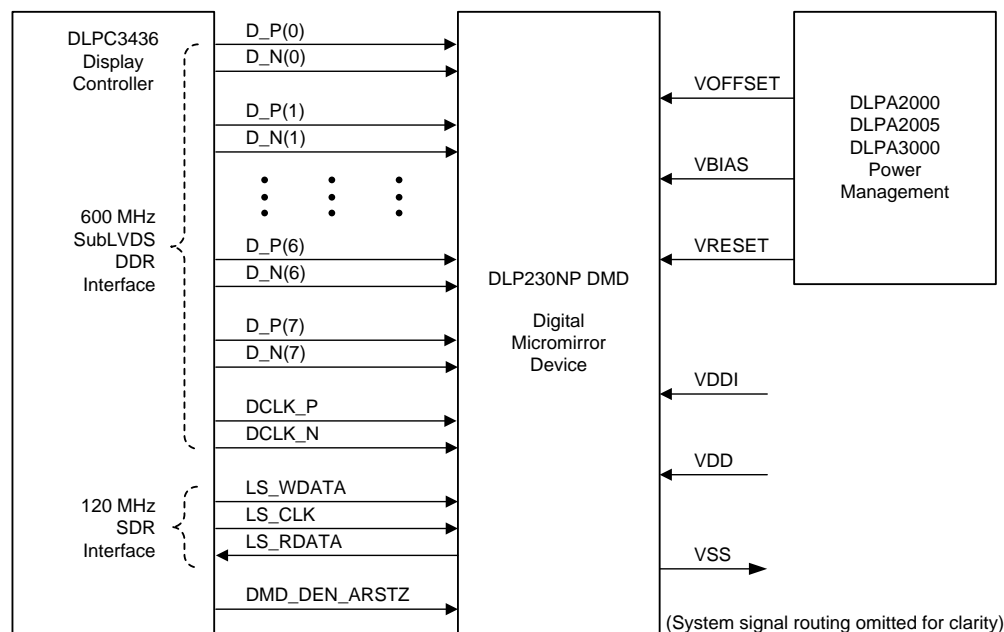 DLPC3436
Display
Controller
600 MHz
SubLVDS
DDR
Interface
120 MHz
SDR
Interface
D_P(0)
D_N(0)
D_P(1)
D_N(1)
D_P(6)
D_N(6)
D_P(7)
D_N(7)
DCLK_P
DCLK_N
LS_WDATA
LS_CLK
LS_RDATA
DMD_DEN_ARSTZ
DLP230NP DMD
Digital
Micromirror
Device
VOFFSET
VBIAS
VRESET
VDDI
VDD
VSS
DLPA2000
DLPA2005
DLPA3000
Power
Management
(System signal routing omitted for clarity)